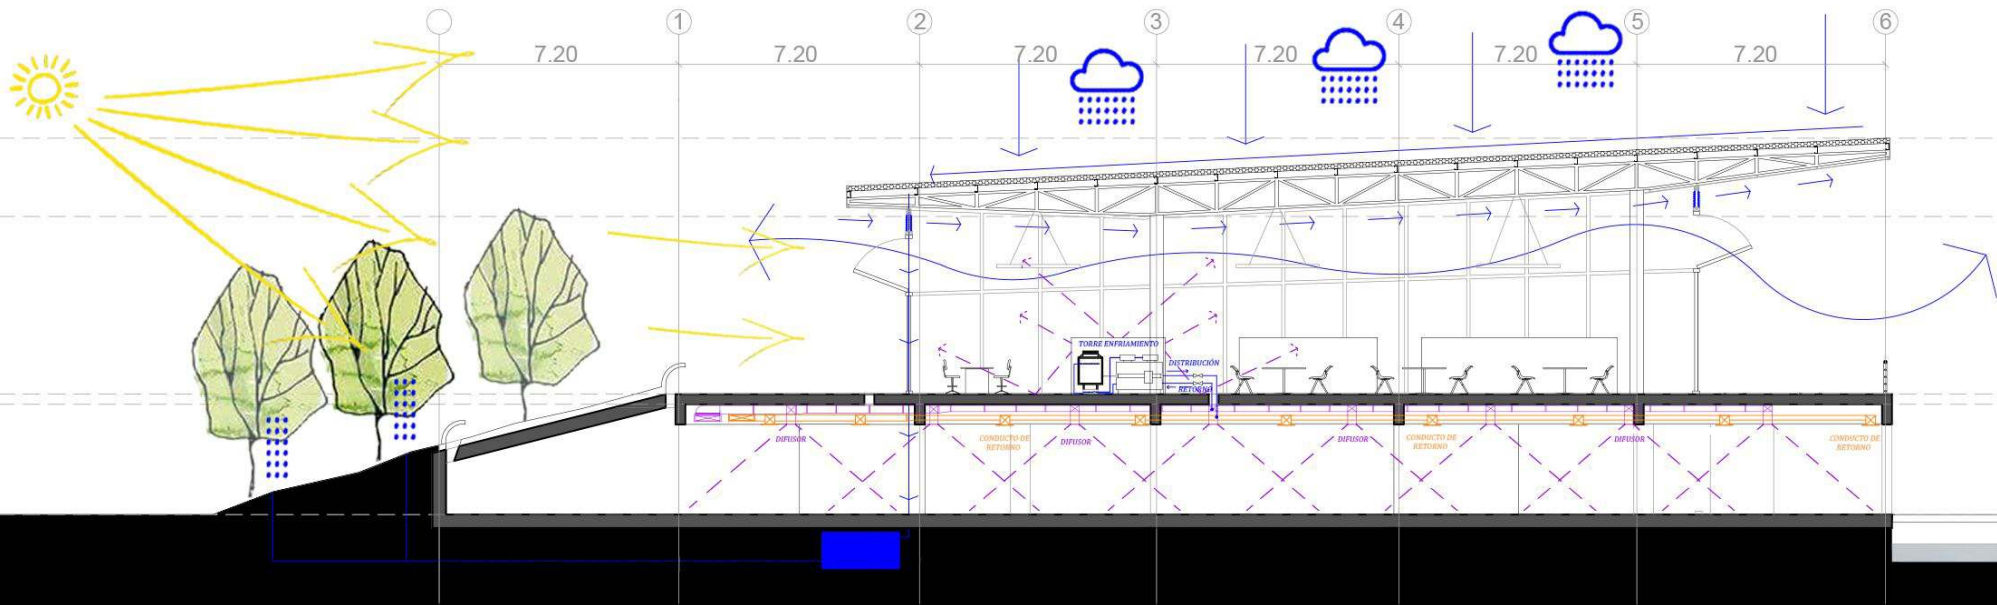 1 2 3 4 5 6
7.20 7.20 7.20 7.20 7.20 7.20
TORRE ENFRIAMIENTO
DISTRIBUCIÓN
RETORNO
DIFUSOR
CONDUCTO DE
RETORNO
DIFUSOR
DIFUSOR
CONDUCTO DE
RETORNO
DIFUSOR
CONDUCTO DE
RETORNO